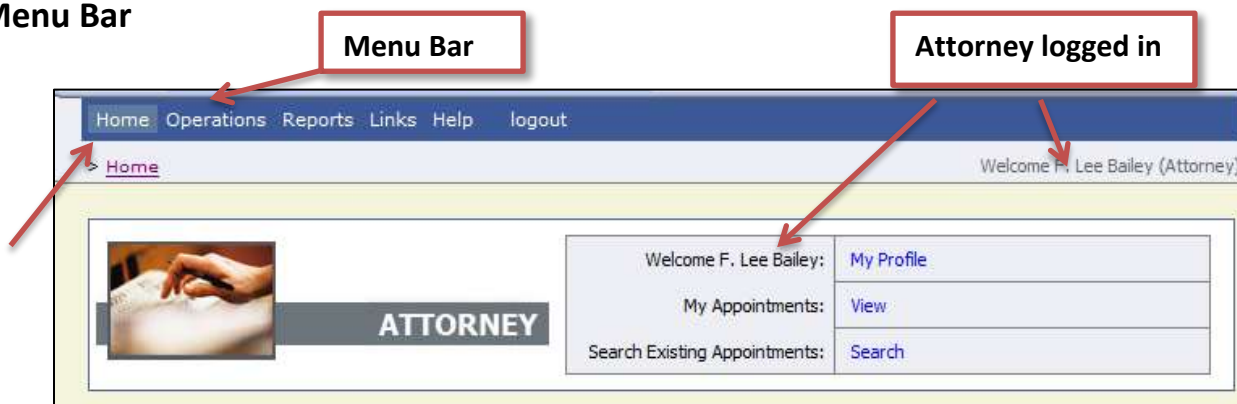 Menu Bar
Menu Bar
Attorney logged in
Home Operations Reports Links Help logout
> Home
Welcome F. Lee Bailey (Attorney)
Welcome F. Lee Bailey: My Profile
My Appointments: View
ATTORNEY
Search Existing Appointments: Search